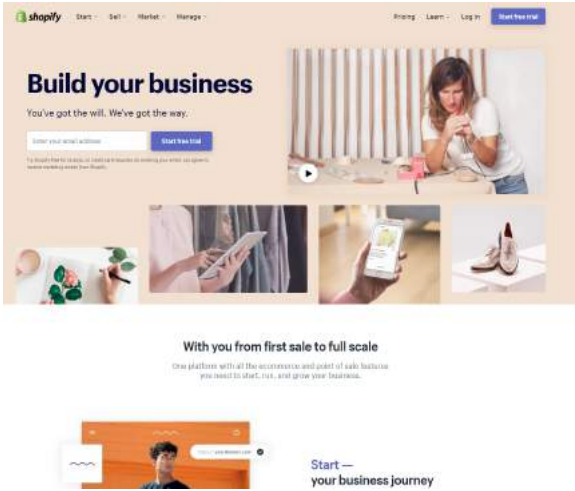 shopify
Start
Sell
Market
Manage
Pricing
Learn
Log in
Start free trial
Build your business
You've got the will. We've got the way.
Enter your email address
Start free trial
With you from first sale to full scale
One platform with all the ecommerce and point of sale features
you need to start, run, and grow your business.
Start —
your business journey